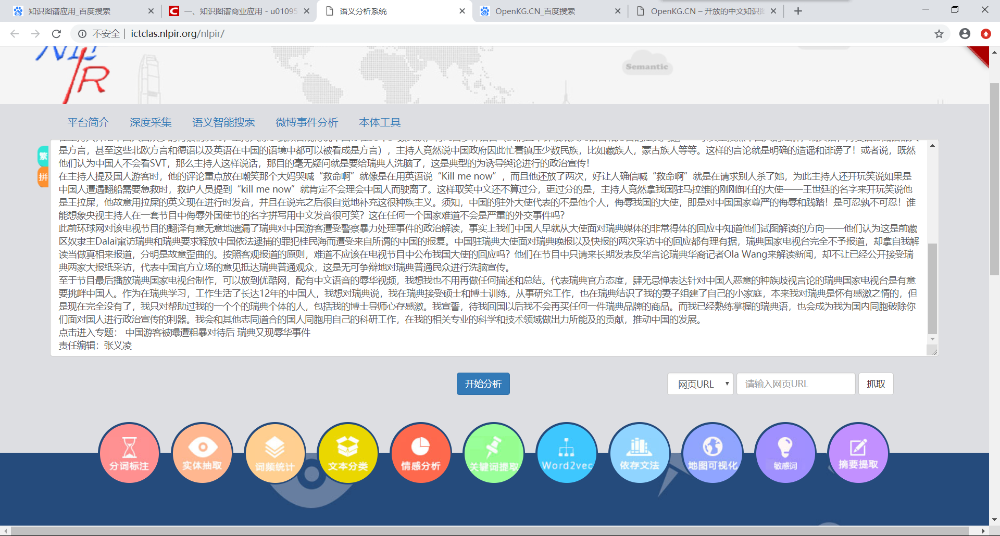 知识图谱应用_百度搜索
一、知识图谱商业应用 - u01095
语义分析系统
OpenKG.CN_百度搜索
OpenKG.CN – 开放的中文知识图
不安全
ictclas.nlpir.org/nlpir/
Semantic
平台简介 深度采集 语义智能搜索 微博事件分析 本体工具
繁
拼
是方言，甚至这些北欧方言和德语以及英语在中国的语境中都可以被看成是方言），主持人竟然说中国政府因此忙着镇压少数民族，比如藏族人，蒙古族人等等。这样的言论就是明确的造谣和诽谤了！或者说，既然
他们认为中国人不会看SVT，那么主持人这样说话，那目的毫无疑问就是要给瑞典人洗脑了，这是典型的为诱导舆论进行的政治宣传！
在主持人提及国人游客时，他的评论重点放在嘲笑那个大妈哭喊“救命啊”就像是在用英语说“Kill me now”，而且他还放了两次，好让人确信喊“救命啊”就是在请求别人杀了她，为此主持人还开玩笑说如果是
中国人遭遇翻船需要急救时，救护人员提到“kill me now”就肯定不会理会中国人而驶离了。这样取笑中文还不算过分，更过分的是，主持人竟然拿我国驻马拉维的刚刚卸任的大使——王世廷的名字来开玩笑说他
是王拉屎，他故意用拉屎的英文现在进行时发音，并且在说完之后很自觉地补充这很种族主义。须知，中国的驻外大使代表的不是他个人，侮辱我国的大使，即是对中国国家尊严的侮辱和践踏！是可忍孰不可忍！谁
能想象央视主持人在一套节目中侮辱外国使节的名字拼写用中文发音很可笑？这在任何一个国家难道不会是严重的外交事件吗？
此前环球网对该电视节目的翻译有意无意地遗漏了瑞典对中国游客遭受警察暴力处理事件的政治解读，事实上我们中国人早就从大使面对瑞典媒体的非常得体的回应中知道他们试图解读的方向——他们认为这是前藏
区奴隶主Dalai窜访瑞典和瑞典要求释放中国依法逮捕的罪犯桂民海而遭受来自所谓的中国的报复。中国驻瑞典大使面对瑞典晚报以及快报的两次采访中的回应都有理有据，瑞典国家电视台完全不予报道，却拿自我解
读当做真相来报道，分明是故意歪曲的。按照客观报道的原则，难道不应该在电视节目中公布我国大使的回应吗？他们在节目中只请来长期发表反华言论瑞典华裔记者Ola Wang来解读新闻，却不让已经公开接受瑞
典两家大报纸采访，代表中国官方立场的意见抵达瑞典普通观众，这是无可争辩地对瑞典普通民众进行洗脑宣传。
至于节目最后播放瑞典国家电视台制作，可以放到优酷网，配有中文语音的辱华视频，我想我也不用再做任何描述和总结。代表瑞典官方态度，肆无忌惮表达针对中国人恶意的种族歧视言论的瑞典国家电视台是有意
要挑衅中国人。作为在瑞典学习，工作生活了长达12年的中国人，我想对瑞典说，我在瑞典接受硕士和博士训练，从事研究工作，也在瑞典结识了我的妻子组建了自己的小家庭，本来我对瑞典是怀有感激之情的，但
是现在完全没有了，我只对帮助过我的一个个的瑞典个体的人，包括我的博士导师心存感激。我宣誓，待我回国以后我不会再买任何一件瑞典品牌的商品。而我已经熟练掌握的瑞典语，也会成为我为国内同胞破除你
们面对国人进行政治宣传的利器。我会和其他志同道合的国人同胞用自己的科研工作，在我的相关专业的科学和技术领域做出力所能及的贡献，推动中国的发展。
点击进入专题： 中国游客被曝遭粗暴对待后 瑞典又现辱华事件
责任编辑：张义凌
开始分析 网页URL 请输入网页URL 抓取
分词标注 实体抽取 词频统计 文本分类 情感分析 关键词提取 Word2vec 依存文法 地图可视化 敏感词 摘要提取